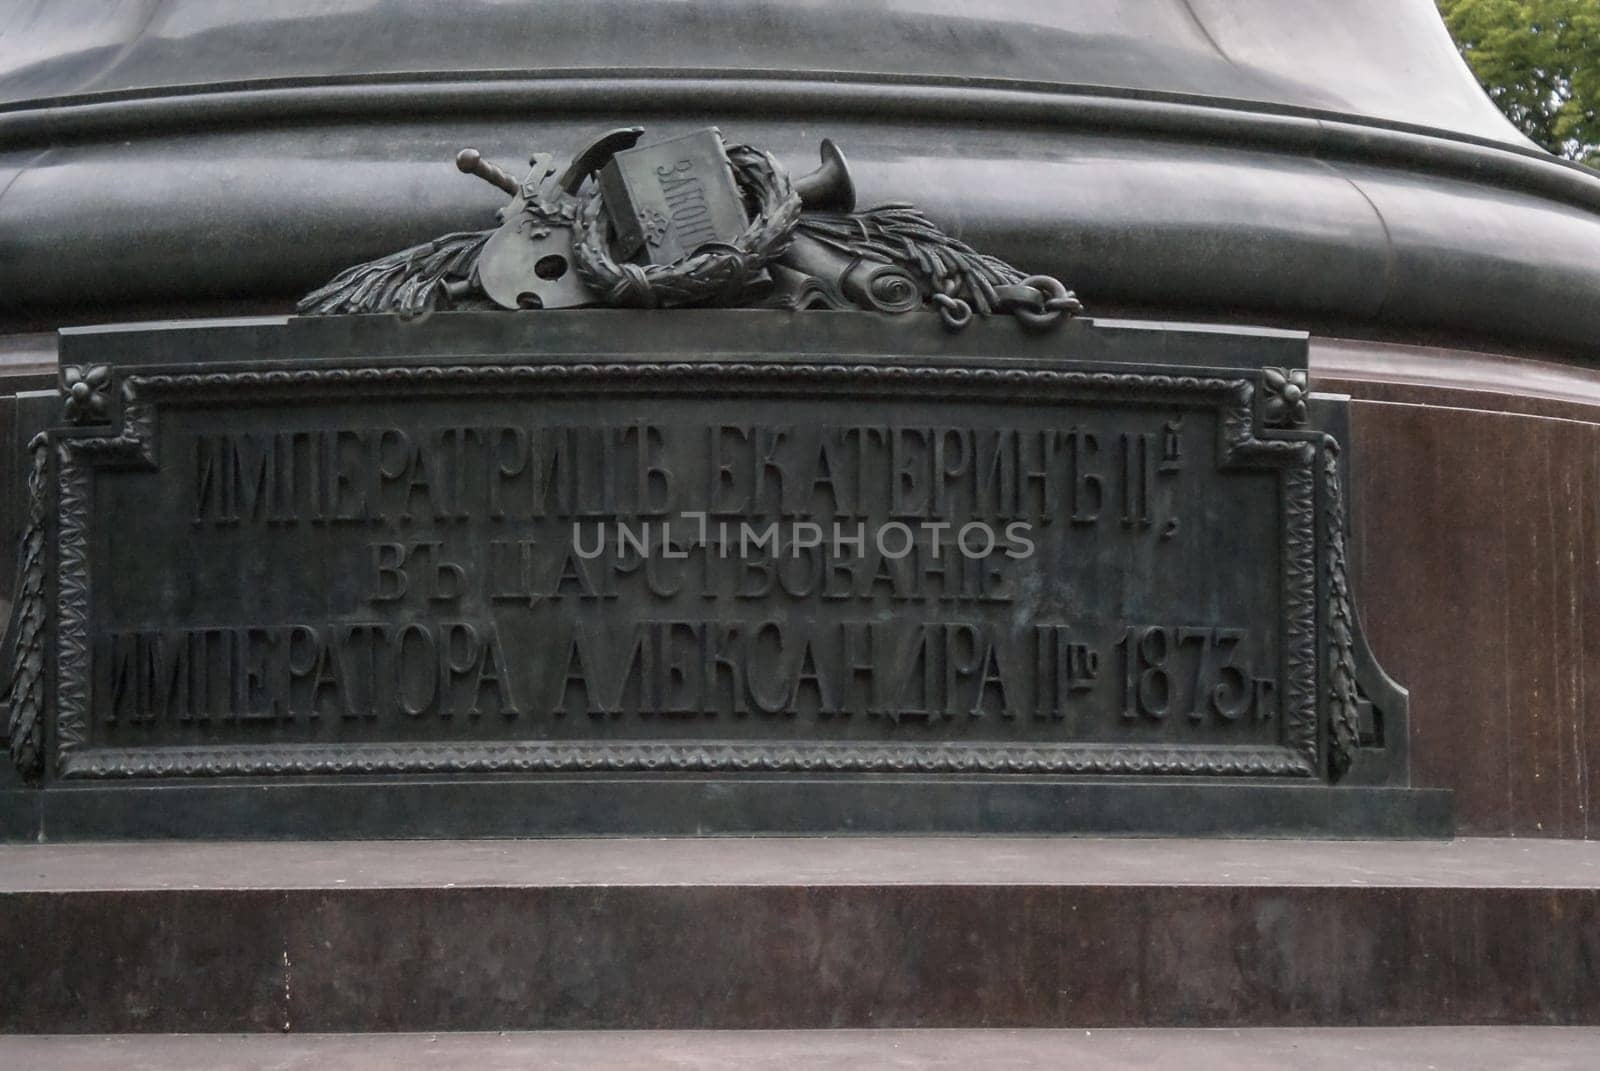 ЗАКОНЪ
ИМПЕРАТРИЦѢ ЕКАТЕРИНѢ IIй,
ВЪ ЦАРСТВОВАНІЕ
ИМПЕРАТОРА АЛЕКСАНДРА IIго 1873г.
UNLIMPHOTOS